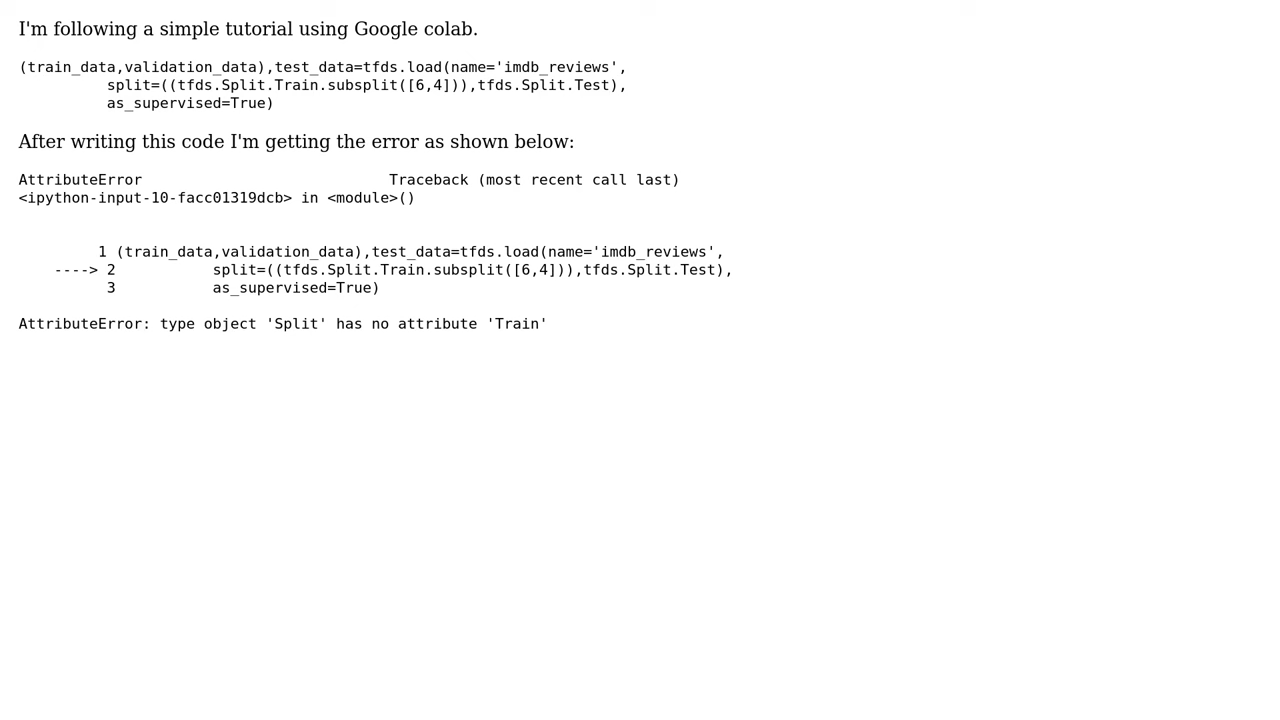 I'm following a simple tutorial using Google colab.
(train_data,validation_data),test_data=tfds.load(name='imdb_reviews',
split=((tfds.Split.Train.subsplit([6,4])),tfds.Split.Test),
as_supervised=True)
After writing this code I'm getting the error as shown below:
AttributeError                            Traceback (most recent call last)
<ipython-input-10-facc01319dcb> in <module>()
1 (train_data,validation_data),test_data=tfds.load(name='imdb_reviews',
----> 2           split=((tfds.Split.Train.subsplit([6,4])),tfds.Split.Test),
3           as_supervised=True)
AttributeError: type object 'Split' has no attribute 'Train'